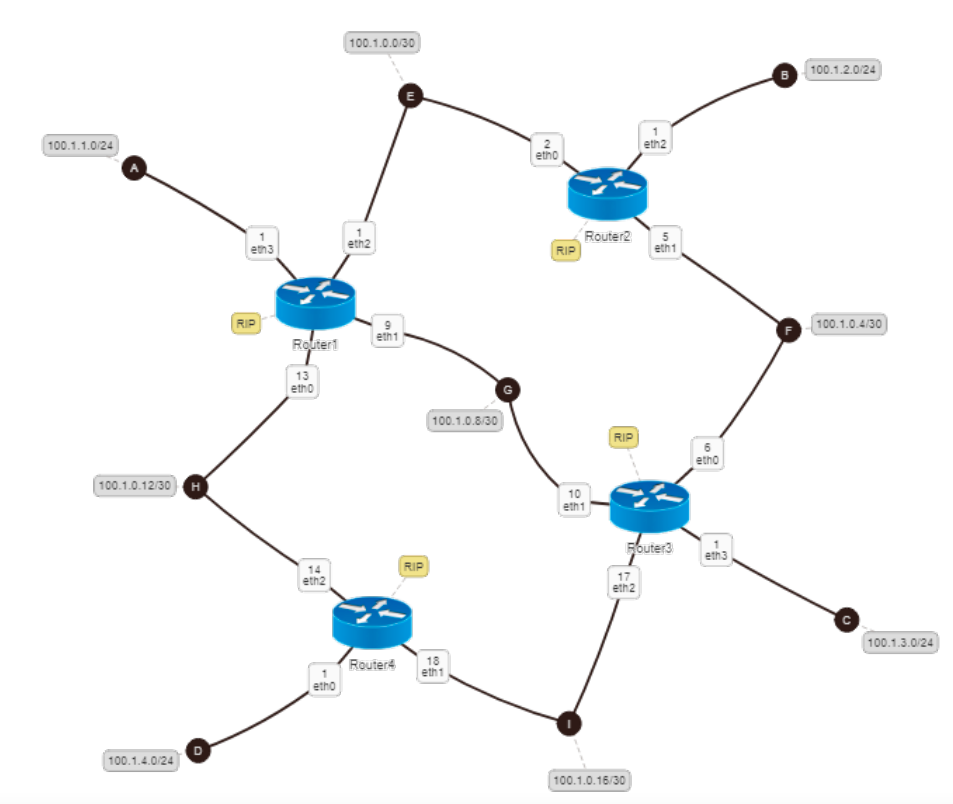 100.1.0.0/30
E
B
100.1.2.0/24
100.1.1.0/24
A
2
eth0
1
eth2
1
eth3
1
eth2
Router2
RIP
5
eth1
RIP
Router1
9
eth1
F
100.1.0.4/30
13
eth0
G
100.1.0.8/30
RIP
6
eth0
100.1.0.12/30
H
10
eth1
Router3
1
eth3
14
eth2
RIP
17
eth2
C
100.1.3.0/24
Router4
18
eth1
1
eth0
I
D
100.1.4.0/24
100.1.0.16/30